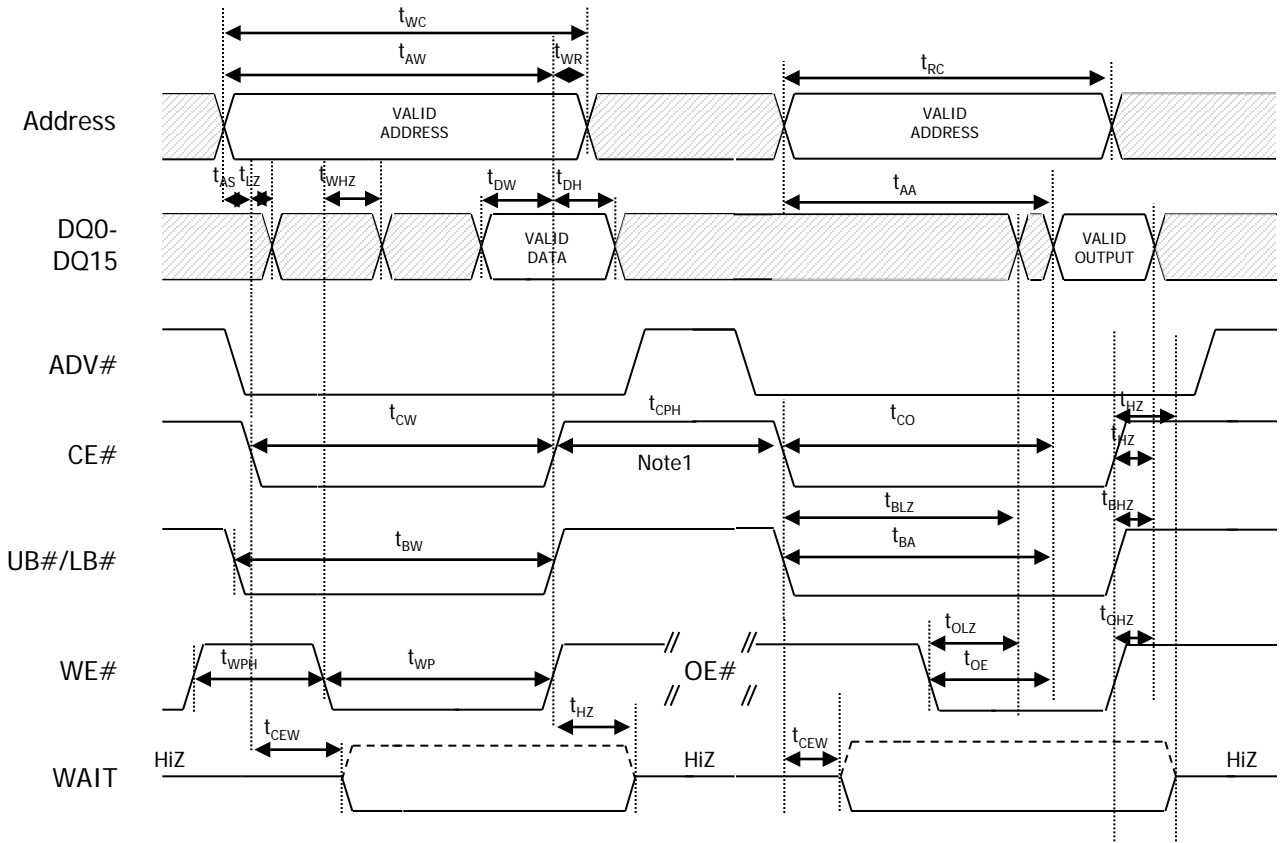 tWC
tAW
tWR
tRC
Address
VALID
ADDRESS
VALID
ADDRESS
tAS
tLZ
tWHZ
tDW
tDH
tAA
DQ0-
DQ15
VALID
DATA
VALID
OUTPUT
ADV#
tCW
tCPH
tCO
tHZ
CE#
Note1
tHZ
tBLZ
tBHZ
UB#/LB#
tBW
tBA
tOLZ
tOHZ
WE#
tWPH
tWP
OE#
tOE
tHZ
tCEW
tCEW
WAIT
HiZ
HiZ
HiZ